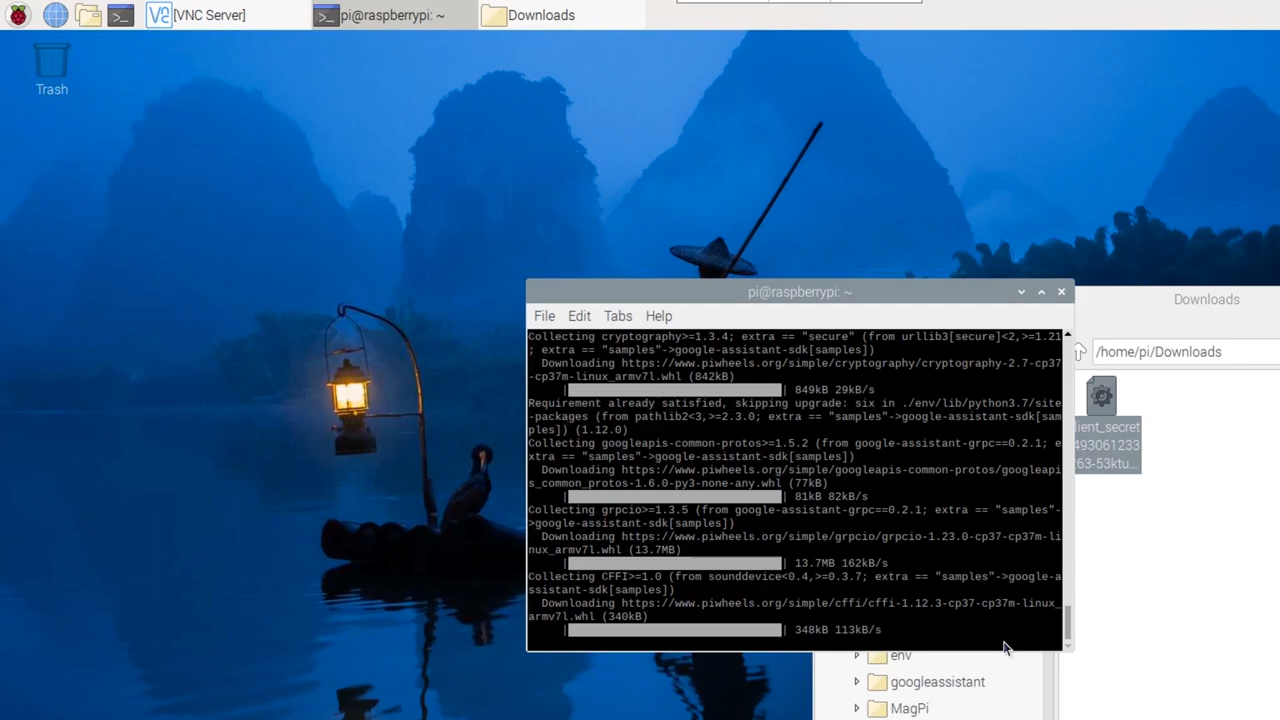 [VNC Server]
pi@raspberrypi: ~
Downloads
Trash
pi@raspberrypi: ~
File Edit Tabs Help
Collecting cryptography>=1.3.4; extra == "secure" (from urllib3[secure]<2,>=1.21
; extra == "samples"->google-assistant-sdk[samples])
Downloading https://www.piwheels.org/simple/cryptography/cryptography-2.7-cp37
-cp37m-linux_armv7l.whl (842kB)
| | 849kB 29kB/s
Requirement already satisfied, skipping upgrade: six in ./env/lib/python3.7/site
-packages (from pathlib2<3,>=2.3.0; extra == "samples"->google-assistant-sdk[sam
ples]) (1.12.0)
Collecting googleapis-common-protos>=1.5.2 (from google-assistant-grpc==0.2.1; e
xtra == "samples"->google-assistant-sdk[samples])
Downloading https://www.piwheels.org/simple/googleapis-common-protos/googleapi
s_common_protos-1.6.0-py3-none-any.whl (77kB)
| | 81kB 82kB/s
Collecting grpcio>=1.3.5 (from google-assistant-grpc==0.2.1; extra == "samples"-
>google-assistant-sdk[samples])
Downloading https://www.piwheels.org/simple/grpcio/grpcio-1.23.0-cp37-cp37m-li
nux_armv7l.whl (13.7MB)
| | 13.7MB 162kB/s
Collecting CFFI>=1.0 (from sounddevice<0.4,>=0.3.7; extra == "samples"->google-a
ssistant-sdk[samples])
Downloading https://www.piwheels.org/simple/cffi/cffi-1.12.3-cp37-cp37m-linux_
armv7l.whl (340kB)
| | 348kB 113kB/s
Downloads
/home/pi/Downloads
lient_secret
493061233
63-53ktu...
env
googleassistant
MagPi